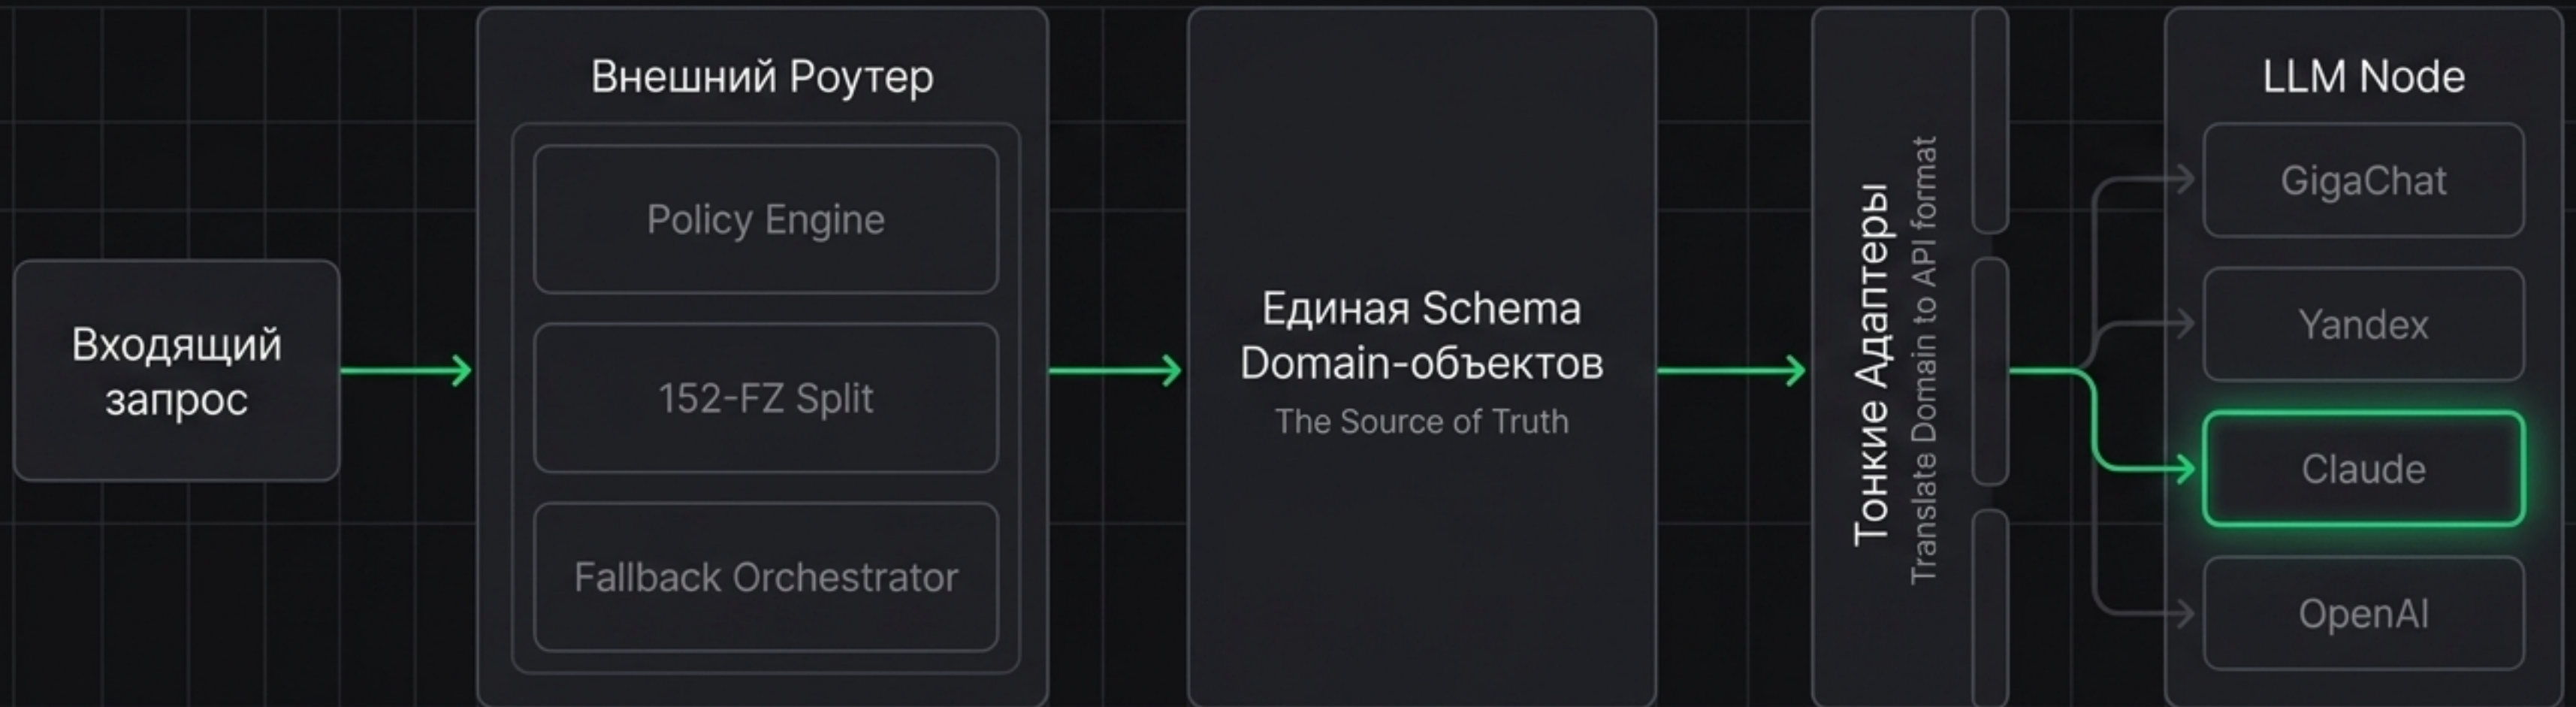 Входящий
запрос
Внешний Роутер
Policy Engine
152-FZ Split
Fallback Orchestrator
Единая Schema
Domain-объектов
The Source of Truth
Тонкие Адаптеры
Translate Domain to API format
LLM Node
GigaChat
Yandex
Claude
OpenAI